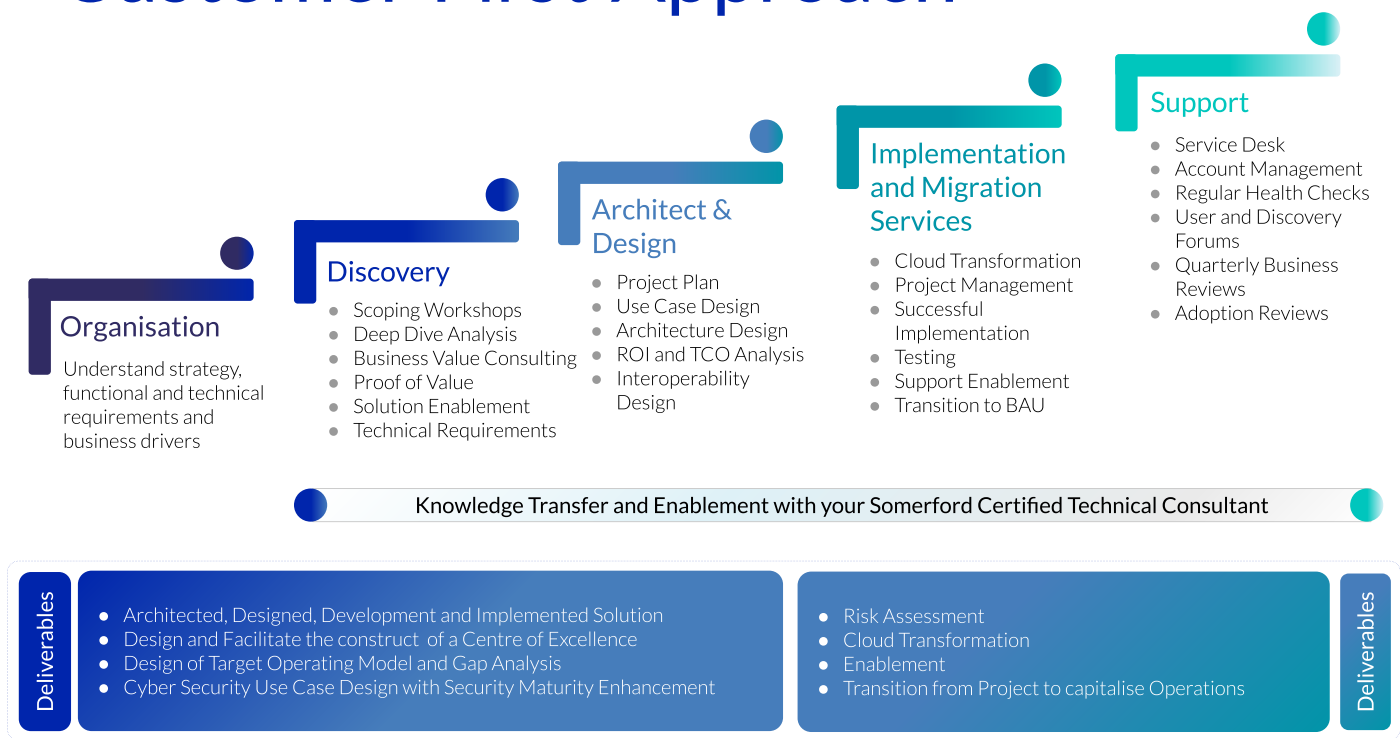 Customer First Approach
Organisation
Understand strategy,
functional and technical
requirements and
business drivers
Discovery
Scoping Workshops
Deep Dive Analysis
Business Value Consulting
Proof of Value
Solution Enablement
Technical Requirements
Architect &
Design
Project Plan
Use Case Design
Architecture Design
ROI and TCO Analysis
Interoperability
Design
Implementation
and Migration
Services
Cloud Transformation
Project Management
Successful
Implementation
Testing
Support Enablement
Transition to BAU
Support
Service Desk
Account Management
Regular Health Checks
User and Discovery
Forums
Quarterly Business
Reviews
Adoption Reviews
Knowledge Transfer and Enablement with your Somerford Certified Technical Consultant
Deliverables
Architected, Designed, Development and Implemented Solution
Design and Facilitate the construct of a Centre of Excellence
Design of Target Operating Model and Gap Analysis
Cyber Security Use Case Design with Security Maturity Enhancement
Risk Assessment
Cloud Transformation
Enablement
Transition from Project to capitalise Operations
Deliverables